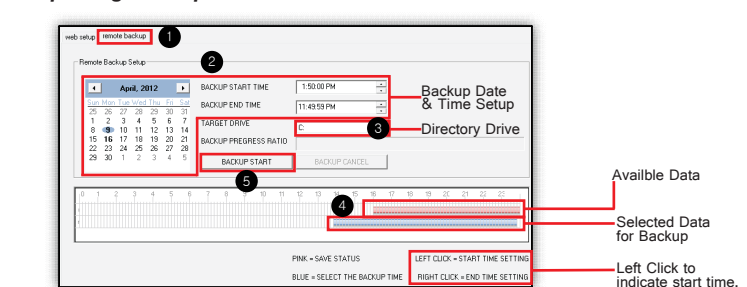 web setup remote backup 1
Remote Backup Setup 2
April, 2012
Sun Mon Tue Wed Thu Fri Sat
25 26 27 28 29 30 31
1 2 3 4 5 6 7
8 9 10 11 12 13 14
15 16 17 18 19 20 21
22 23 24 25 26 27 28
29 30 1 2 3 4 5
BACKUP START TIME 1:50:00 PM
BACKUP END TIME 11:49:59 PM
TARGET DRIVE C: 3
BACKUP PREGRESS RATIO
BACKUP START BACKUP CANCEL
5
Backup Date
& Time Setup
Directory Drive
0 1 2 3 4 5 6 7 8 9 10 11 12 13 14 15 16 17 18 19 20 21 22 23
4
Availble Data
Selected Data
for Backup
PINK = SAVE STATUS LEFT CLICK = START TIME SETTING
BLUE = SELECT THE BACKUP TIME RIGHT CLICK = END TIME SETTING
Left Click to
indicate start time.